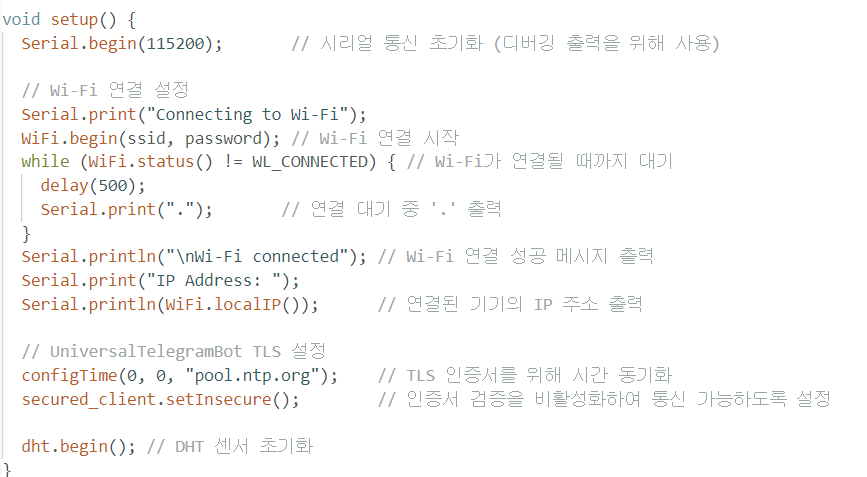 void setup() {
  Serial.begin(115200);       // 시리얼 통신 초기화 (디버깅 출력을 위해 사용)

  // Wi-Fi 연결 설정
  Serial.print("Connecting to Wi-Fi");
  WiFi.begin(ssid, password); // Wi-Fi 연결 시작
  while (WiFi.status() != WL_CONNECTED) { // Wi-Fi가 연결될 때까지 대기
    delay(500);
    Serial.print(".");       // 연결 대기 중 '.' 출력
  }
  Serial.println("\nWi-Fi connected"); // Wi-Fi 연결 성공 메시지 출력
  Serial.print("IP Address: ");
  Serial.println(WiFi.localIP());      // 연결된 기기의 IP 주소 출력

  // UniversalTelegramBot TLS 설정
  configTime(0, 0, "pool.ntp.org");    // TLS 인증서를 위해 시간 동기화
  secured_client.setInsecure();        // 인증서 검증을 비활성화하여 통신 가능하도록 설정

  dht.begin(); // DHT 센서 초기화
}